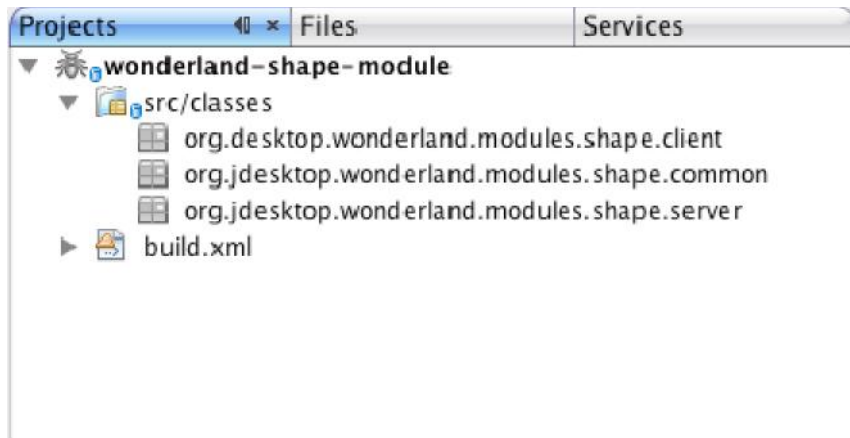 Projects Files Services
wonderland-shape-module
src/classes
org.desktop.wonderland.modules.shape.client
org.jdesktop.wonderland.modules.shape.common
org.jdesktop.wonderland.modules.shape.server
build.xml